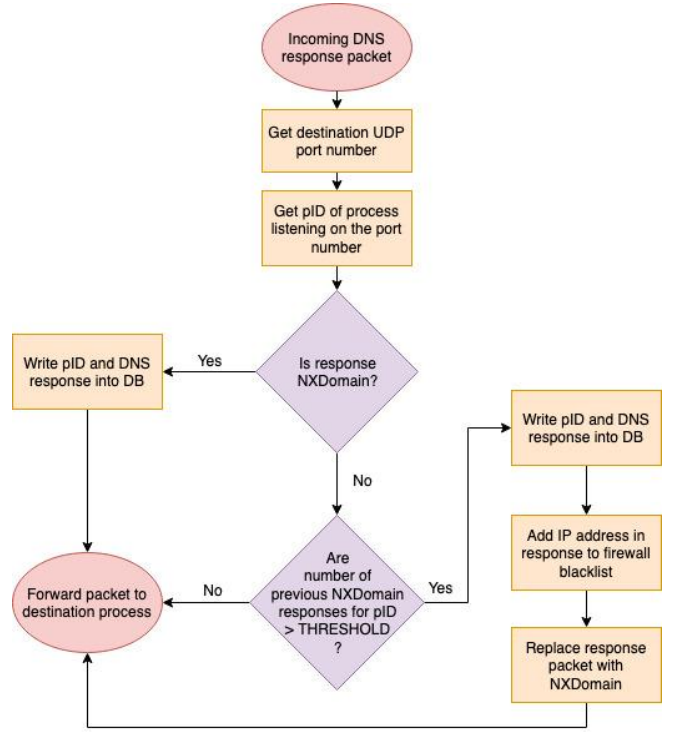 Incoming DNS
response packet
Get destination UDP
port number
Get pID of process
listening on the port
number
Is response
NXDomain?
Yes
Write pID and DNS
response into DB
No
Write pID and DNS
response into DB
Are
number of
previous NXDomain
responses for pID
> THRESHOLD
?
Yes
No
Forward packet to
destination process
Add IP address in
response to firewall
blacklist
Replace response
packet with
NXDomain